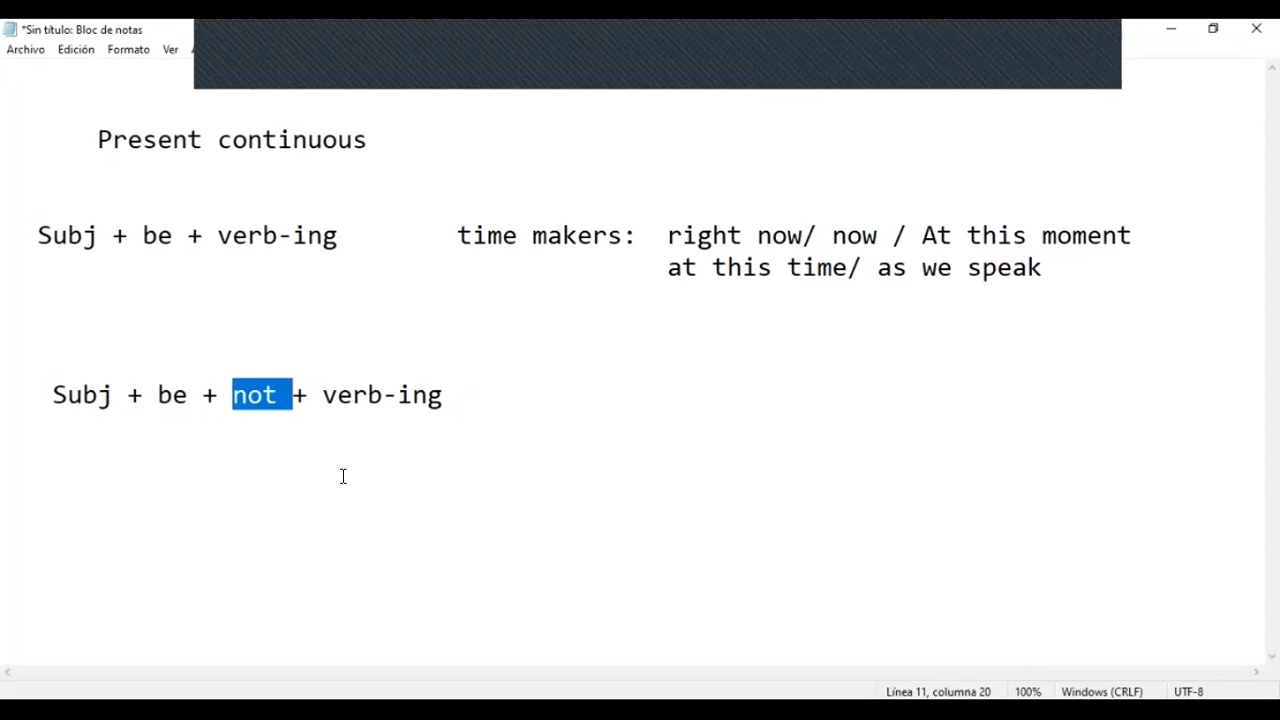 *Sin título: Bloc de notas
Archivo Edición Formato Ver
Present continuous
Subj + be + verb-ing time makers: right now/ now / At this moment
at this time/ as we speak
Subj + be + not + verb-ing
Línea 11, columna 20 100% Windows (CRLF) UTF-8